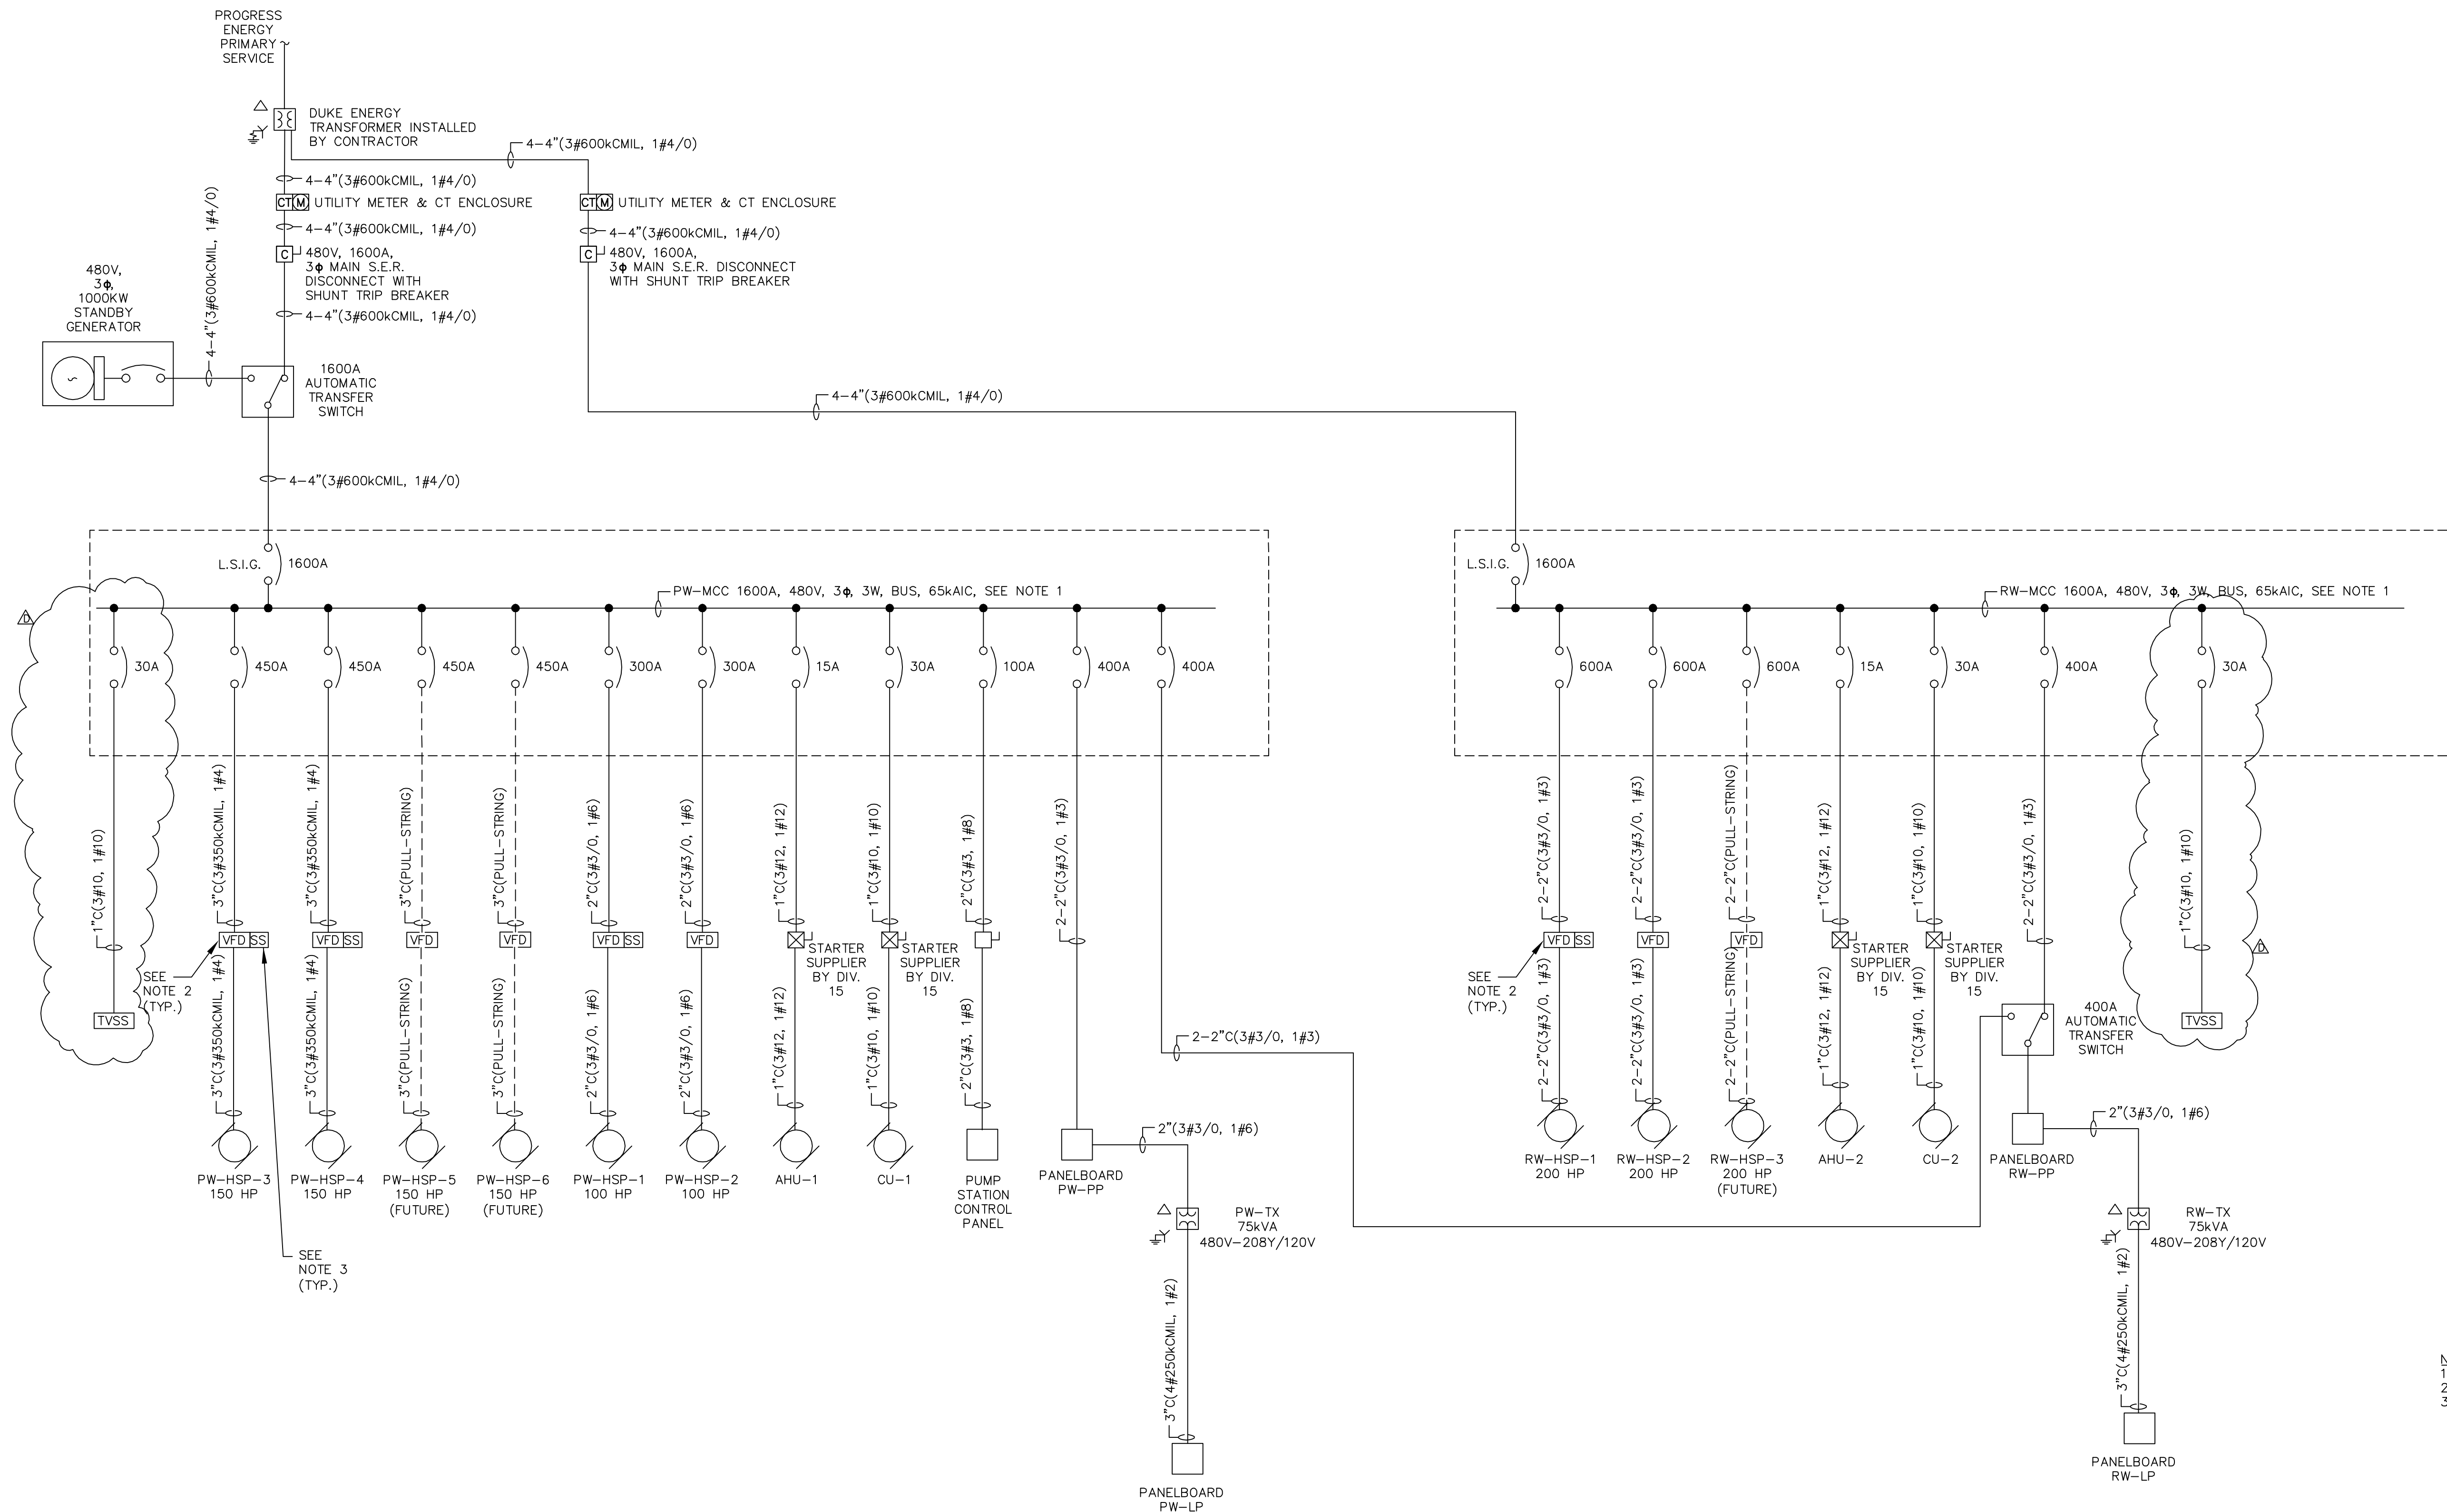 PROGRESS
ENERGY
PRIMARY
SERVICE
DUKE ENERGY
TRANSFORMER INSTALLED
BY CONTRACTOR
4-4"(3#600kCMIL, 1#4/0)
4-4"(3#600kCMIL, 1#4/0)
CT M UTILITY METER & CT ENCLOSURE
4-4"(3#600kCMIL, 1#4/0)
C 480V, 1600A,
3ϕ MAIN S.E.R.
DISCONNECT WITH
SHUNT TRIP BREAKER
4-4"(3#600kCMIL, 1#4/0)
CT M UTILITY METER & CT ENCLOSURE
4-4"(3#600kCMIL, 1#4/0)
C 480V, 1600A,
3ϕ MAIN S.E.R. DISCONNECT
WITH SHUNT TRIP BREAKER
4-4"(3#600kCMIL, 1#4/0)
480V,
3ϕ,
1000KW
STANDBY
GENERATOR
1600A
AUTOMATIC
TRANSFER
SWITCH
4-4"(3#600kCMIL, 1#4/0)
4-4"(3#600kCMIL, 1#4/0)
L.S.I.G. 1600A
PW-MCC 1600A, 480V, 3ϕ, 3W, BUS, 65kAIC, SEE NOTE 1
D
30A
450A
450A
450A
450A
300A
300A
15A
30A
100A
400A
400A
1"C(3#10, 1#10)
3"C(3#350kCMIL, 1#4)
3"C(3#350kCMIL, 1#4)
3"C(PULL-STRING)
3"C(PULL-STRING)
2"C(3#3/0, 1#6)
2"C(3#3/0, 1#6)
1"C(3#12, 1#12)
1"C(3#10, 1#10)
2"C(3#3, 1#8)
2-2"C(3#3/0, 1#3)
VFD SS
VFD SS
VFD
VFD
VFD SS
VFD
STARTER
SUPPLIER
BY DIV.
15
STARTER
SUPPLIER
BY DIV.
15
SEE
NOTE 2
(TYP.)
TVSS
3"C(3#350kCMIL, 1#4)
3"C(3#350kCMIL, 1#4)
3"C(PULL-STRING)
3"C(PULL-STRING)
2"C(3#3/0, 1#6)
2"C(3#3/0, 1#6)
1"C(3#12, 1#12)
1"C(3#10, 1#10)
2"C(3#3, 1#8)
2-2"C(3#3/0, 1#3)
PW-HSP-3
150 HP
PW-HSP-4
150 HP
PW-HSP-5
150 HP
(FUTURE)
PW-HSP-6
150 HP
(FUTURE)
PW-HSP-1
100 HP
PW-HSP-2
100 HP
AHU-1
CU-1
PUMP
STATION
CONTROL
PANEL
PANELBOARD
PW-PP
2"(3#3/0, 1#6)
PW-TX
75kVA
480V-208Y/120V
3"C(4#250kCMIL, 1#2)
PANELBOARD
PW-LP
SEE
NOTE 3
(TYP.)
L.S.I.G. 1600A
RW-MCC 1600A, 480V, 3ϕ, 3W, BUS, 65kAIC, SEE NOTE 1
600A
600A
600A
15A
30A
400A
30A
2-2"C(3#3/0, 1#3)
2-2"C(3#3/0, 1#3)
2-2"C(PULL-STRING)
1"C(3#12, 1#12)
1"C(3#10, 1#10)
2-2"C(3#3/0, 1#3)
1"C(3#10, 1#10)
VFD SS
VFD
VFD
STARTER
SUPPLIER
BY DIV.
15
STARTER
SUPPLIER
BY DIV.
15
D
SEE
NOTE 2
(TYP.)
2-2"C(3#3/0, 1#3)
2-2"C(3#3/0, 1#3)
2-2"C(PULL-STRING)
1"C(3#12, 1#12)
1"C(3#10, 1#10)
400A
AUTOMATIC
TRANSFER
SWITCH
TVSS
RW-HSP-1
200 HP
RW-HSP-2
200 HP
RW-HSP-3
200 HP
(FUTURE)
AHU-2
CU-2
PANELBOARD
RW-PP
2"(3#3/0, 1#6)
RW-TX
75kVA
480V-208Y/120V
3"C(4#250kCMIL, 1#2)
PANELBOARD
RW-LP